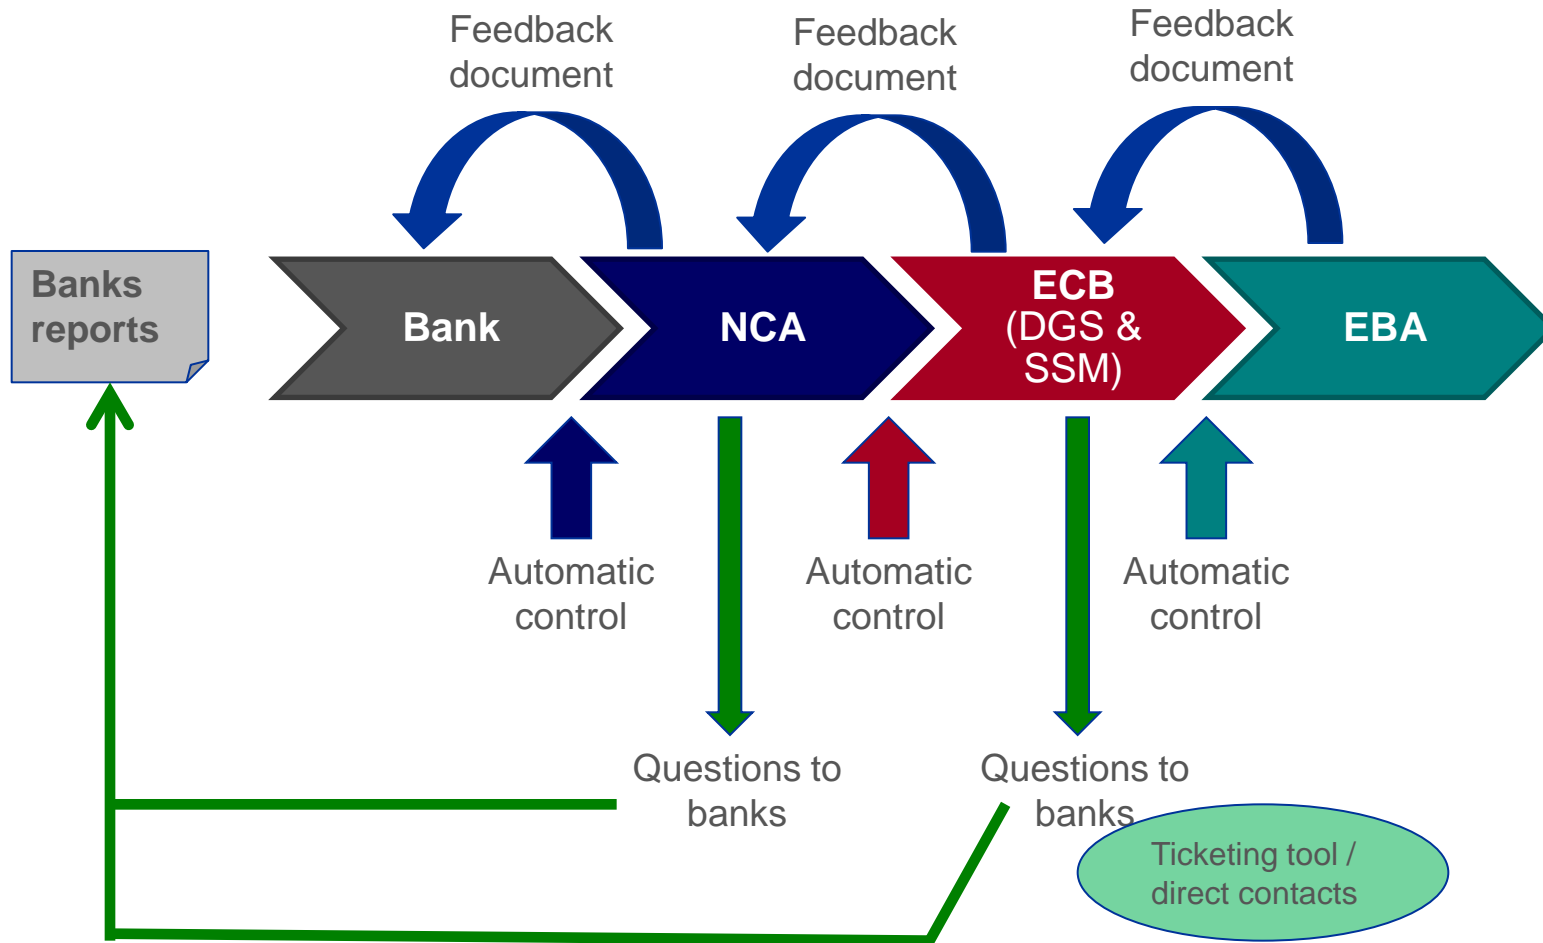 Feedback
document
Feedback
document
Feedback
document
Banks
reports
Bank
NCA
ECB
(DGS &
SSM)
EBA
Automatic
control
Automatic
control
Automatic
control
Questions to
banks
Questions to
banks
Ticketing tool /
direct contacts